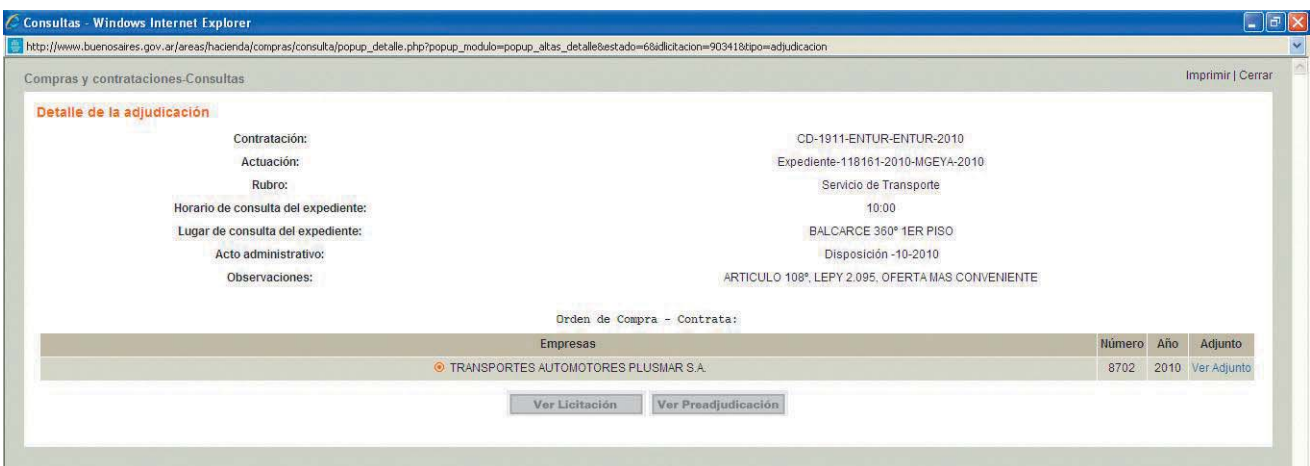 Consultas - Windows Internet Explorer
http://www.buenosaires.gov.ar/areas/hacienda/compras/consulta/popup_detalle.php?popup_modulo=popup_altas_detalle&estado=6&idlicitacion=90341&tipo=adjudicacion
Compras y contrataciones-Consultas
Imprimir | Cerrar
Detalle de la adjudicación
Contratación: CD-1911-ENTUR-ENTUR-2010
Actuación: Expediente-118161-2010-MGEYA-2010
Rubro: Servicio de Transporte
Horario de consulta del expediente: 10:00
Lugar de consulta del expediente: BALCARCE 360º 1ER PISO
Acto administrativo: Disposición -10-2010
Observaciones: ARTICULO 108º, LEPY 2.095, OFERTA MAS CONVENIENTE
Orden de Compra - Contrata:
Empresas Número Año Adjunto
TRANSPORTES AUTOMOTORES PLUSMAR S.A. 8702 2010 Ver Adjunto
Ver Licitación Ver Preadjudicación